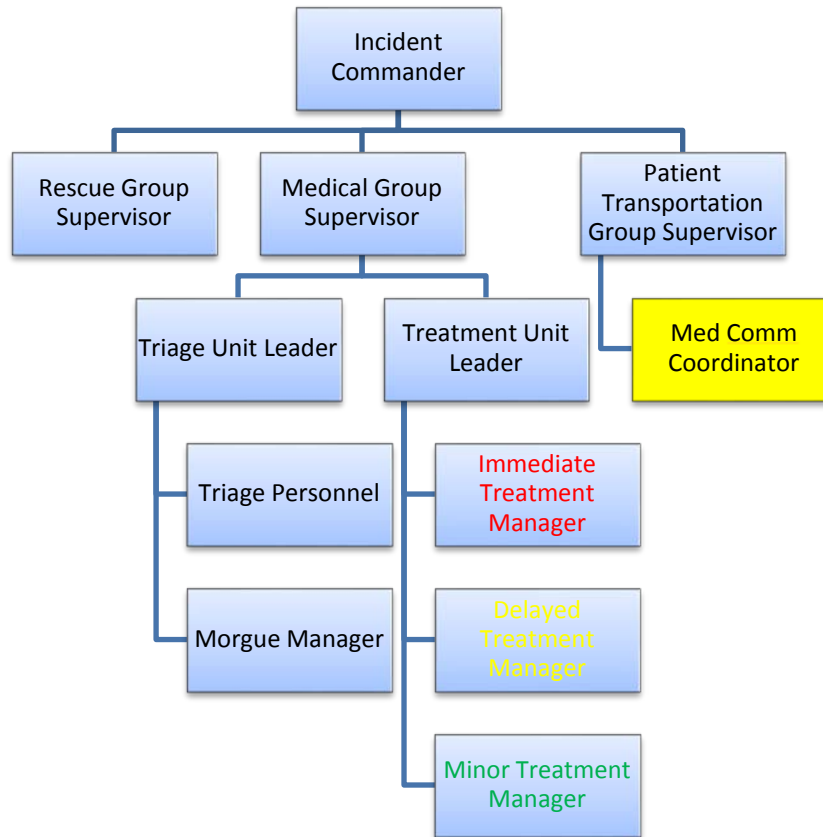 Incident
Commander
Rescue Group
Supervisor
Medical Group
Supervisor
Patient
Transportation
Group Supervisor
Triage Unit Leader
Treatment Unit
Leader
Med Comm
Coordinator
Triage Personnel
Immediate
Treatment
Manager
Morgue Manager
Delayed
Treatment
Manager
Minor Treatment
Manager